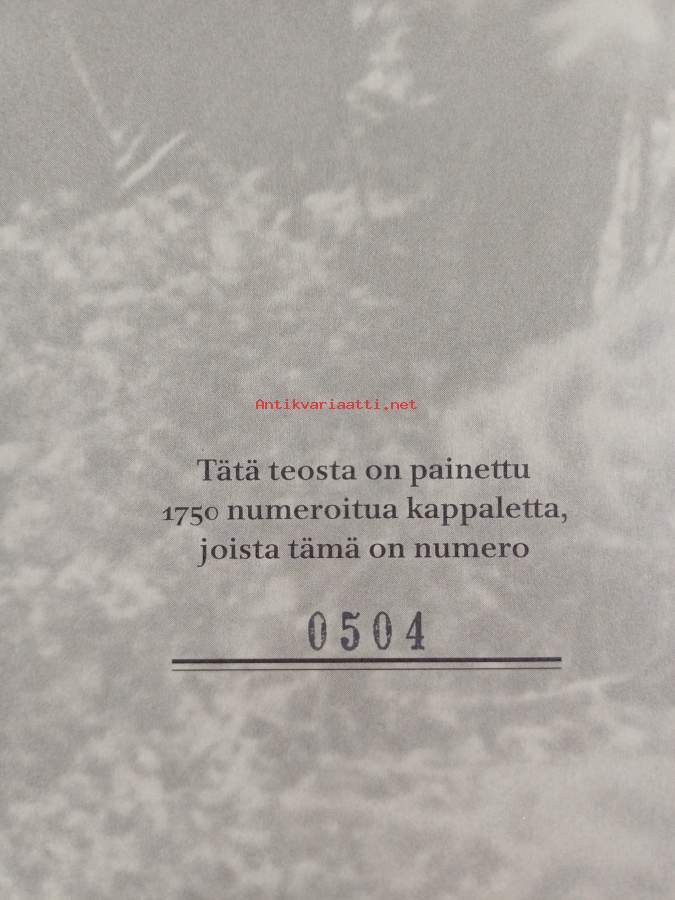 Antikvariaatti.net
Tätä teosta on painettu
1750 numeroitua kappaletta,
joista tämä on numero
0504